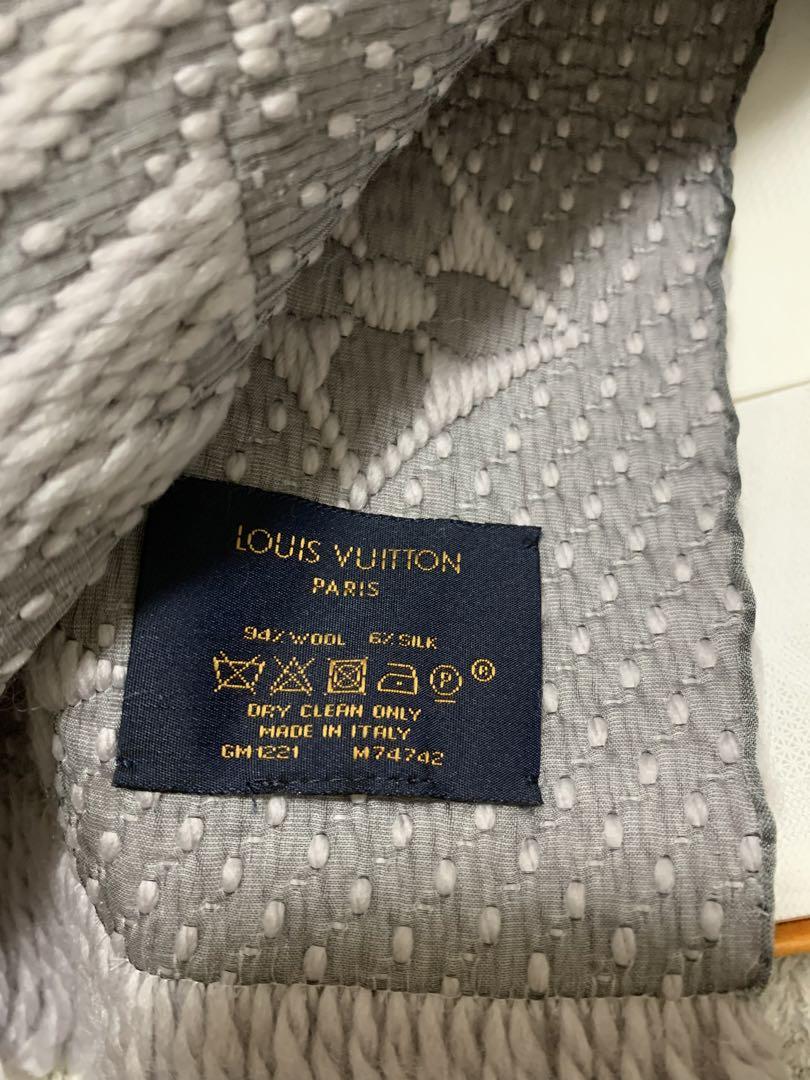 LOUIS VUITTON
PARIS
94% WOOL 6% SILK
P ®
DRY CLEAN ONLY
MADE IN ITALY
GM1221 M74742